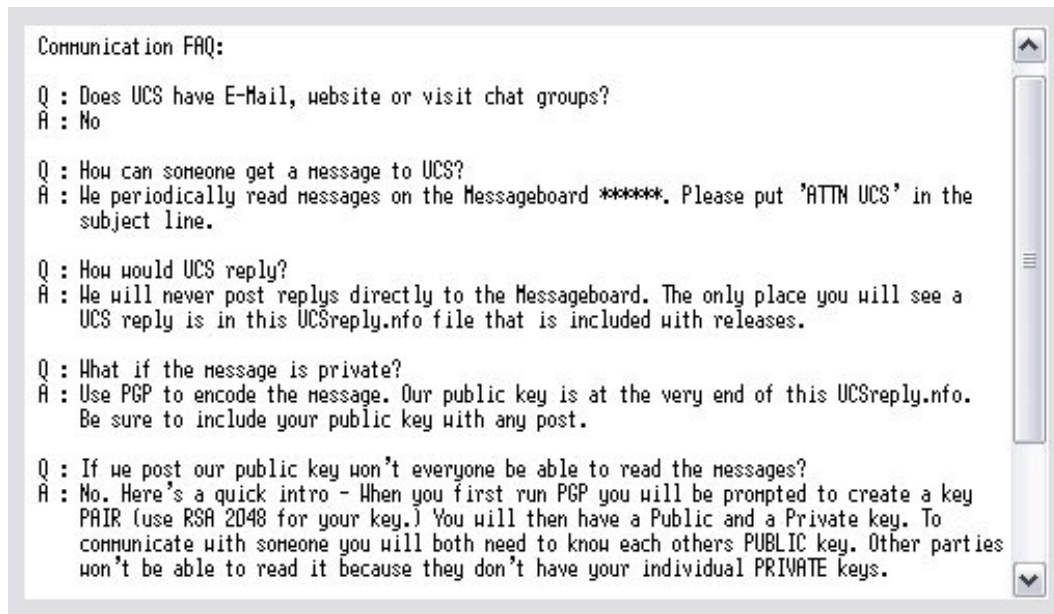 Communication FAQ:
Q : Does UCS have E-Mail, website or visit chat groups?
A : No
Q : How can someone get a message to UCS?
A : We periodically read messages on the Messageboard ******. Please put 'ATTN UCS' in the
subject line.
Q : How would UCS reply?
A : We will never post replys directly to the Messageboard. The only place you will see a
UCS reply is in this UCSreply.nfo file that is included with releases.
Q : What if the message is private?
A : Use PGP to encode the message. Our public key is at the very end of this UCSreply.nfo.
Be sure to include your public key with any post.
Q : If we post our public key won't everyone be able to read the messages?
A : No. Here's a quick intro - When you first run PGP you will be prompted to create a key
PAIR (use RSA 2048 for your key.) You will then have a Public and a Private key. To
communicate with someone you will both need to know each others PUBLIC key. Other parties
won't be able to read it because they don't have your individual PRIVATE keys.